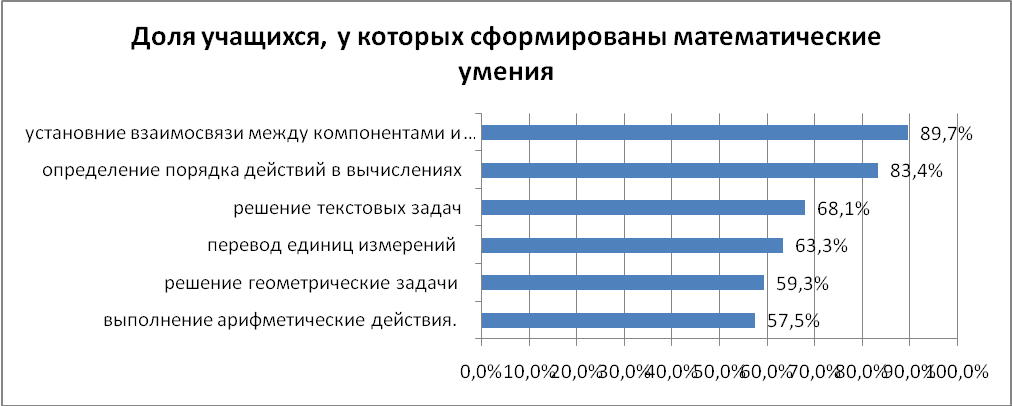 Доля учащихся, у которых сформированы математические
умения
установние взаимосвязи между компонентами и ...
89,7%
определение порядка действий в вычислениях
83,4%
решение текстовых задач
68,1%
перевод единиц измерений
63,3%
решение геометрические задачи
59,3%
выполнение арифметические действия.
57,5%
0,0% 10,0% 20,0% 30,0% 40,0% 50,0% 60,0% 70,0% 80,0% 90,0% 100,0%